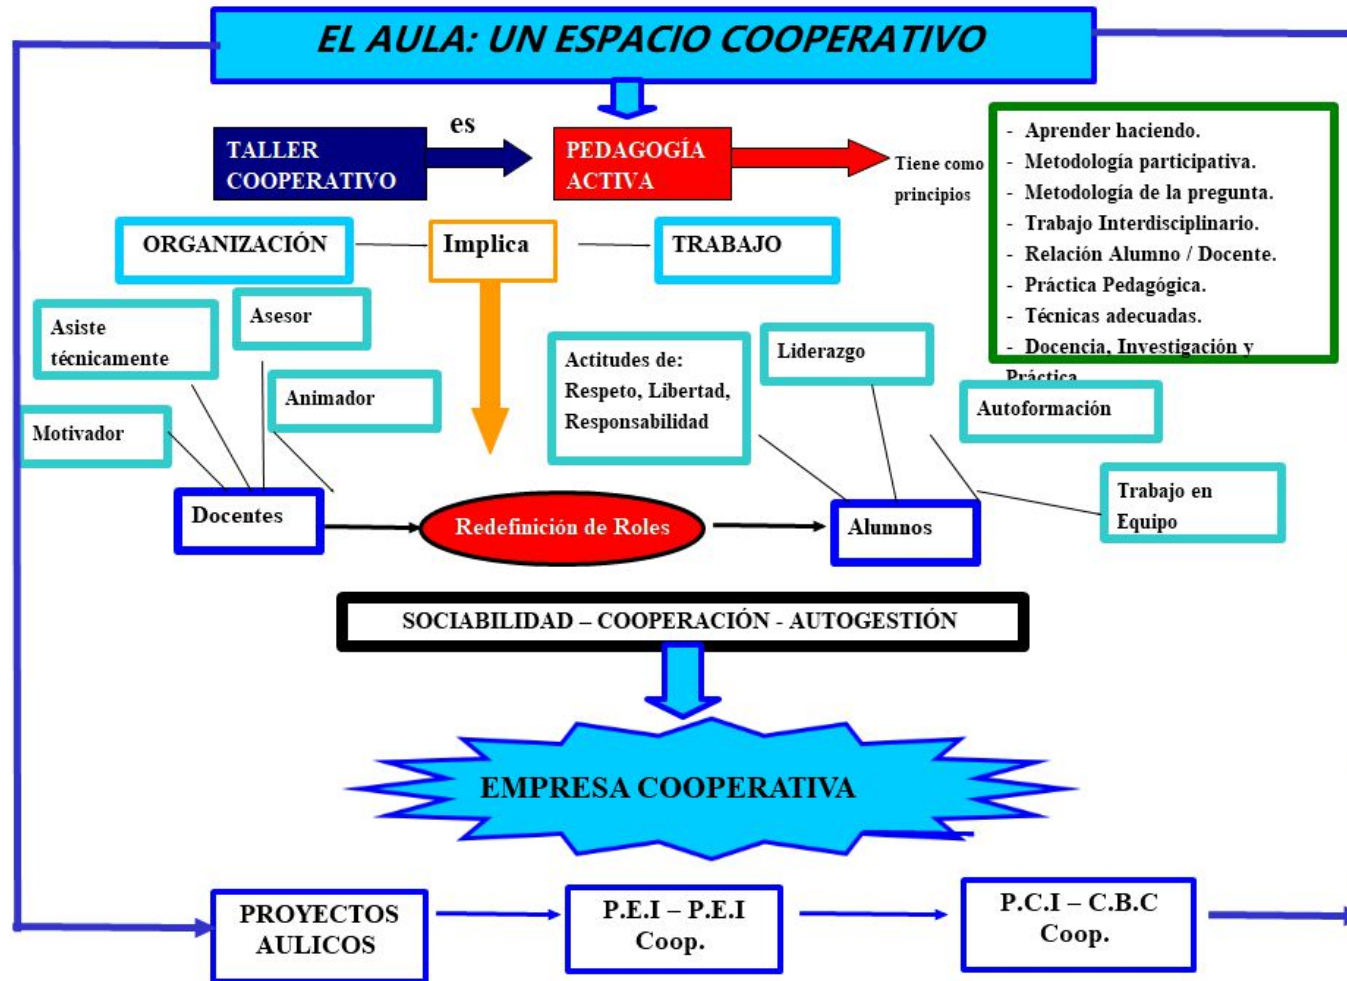 EL AULA: UN ESPACIO COOPERATIVO
es
TALLER
COOPERATIVO
PEDAGOGÍA
ACTIVA
Tiene como
principios
- Aprender haciendo.
- Metodología participativa.
- Metodología de la pregunta.
- Trabajo Interdisciplinario.
- Relación Alumno / Docente.
- Práctica Pedagógica.
- Técnicas adecuadas.
- Docencia, Investigación y
Práctica
ORGANIZACIÓN
Implica
TRABAJO
Asiste
técnicamente
Asesor
Animador
Motivador
Actitudes de:
Respeto, Libertad,
Responsabilidad
Liderazgo
Autoformación
Trabajo en
Equipo
Docentes
Redefinición de Roles
Alumnos
SOCIABILIDAD – COOPERACIÓN - AUTOGESTIÓN
EMPRESA COOPERATIVA
PROYECTOS
AULICOS
P.E.I – P.E.I
Coop.
P.C.I – C.B.C
Coop.